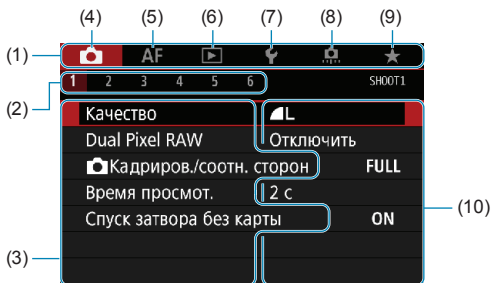 (4) (5) (6) (7) (8) (9)
(1) AF
(2) 1 2 3 4 5 6 SHOOT1
Качество L
Dual Pixel RAW Отключить
Кадриров./соотн. сторон FULL
Время просмот. 2 с
(10)
Спуск затвора без карты ON
(3)